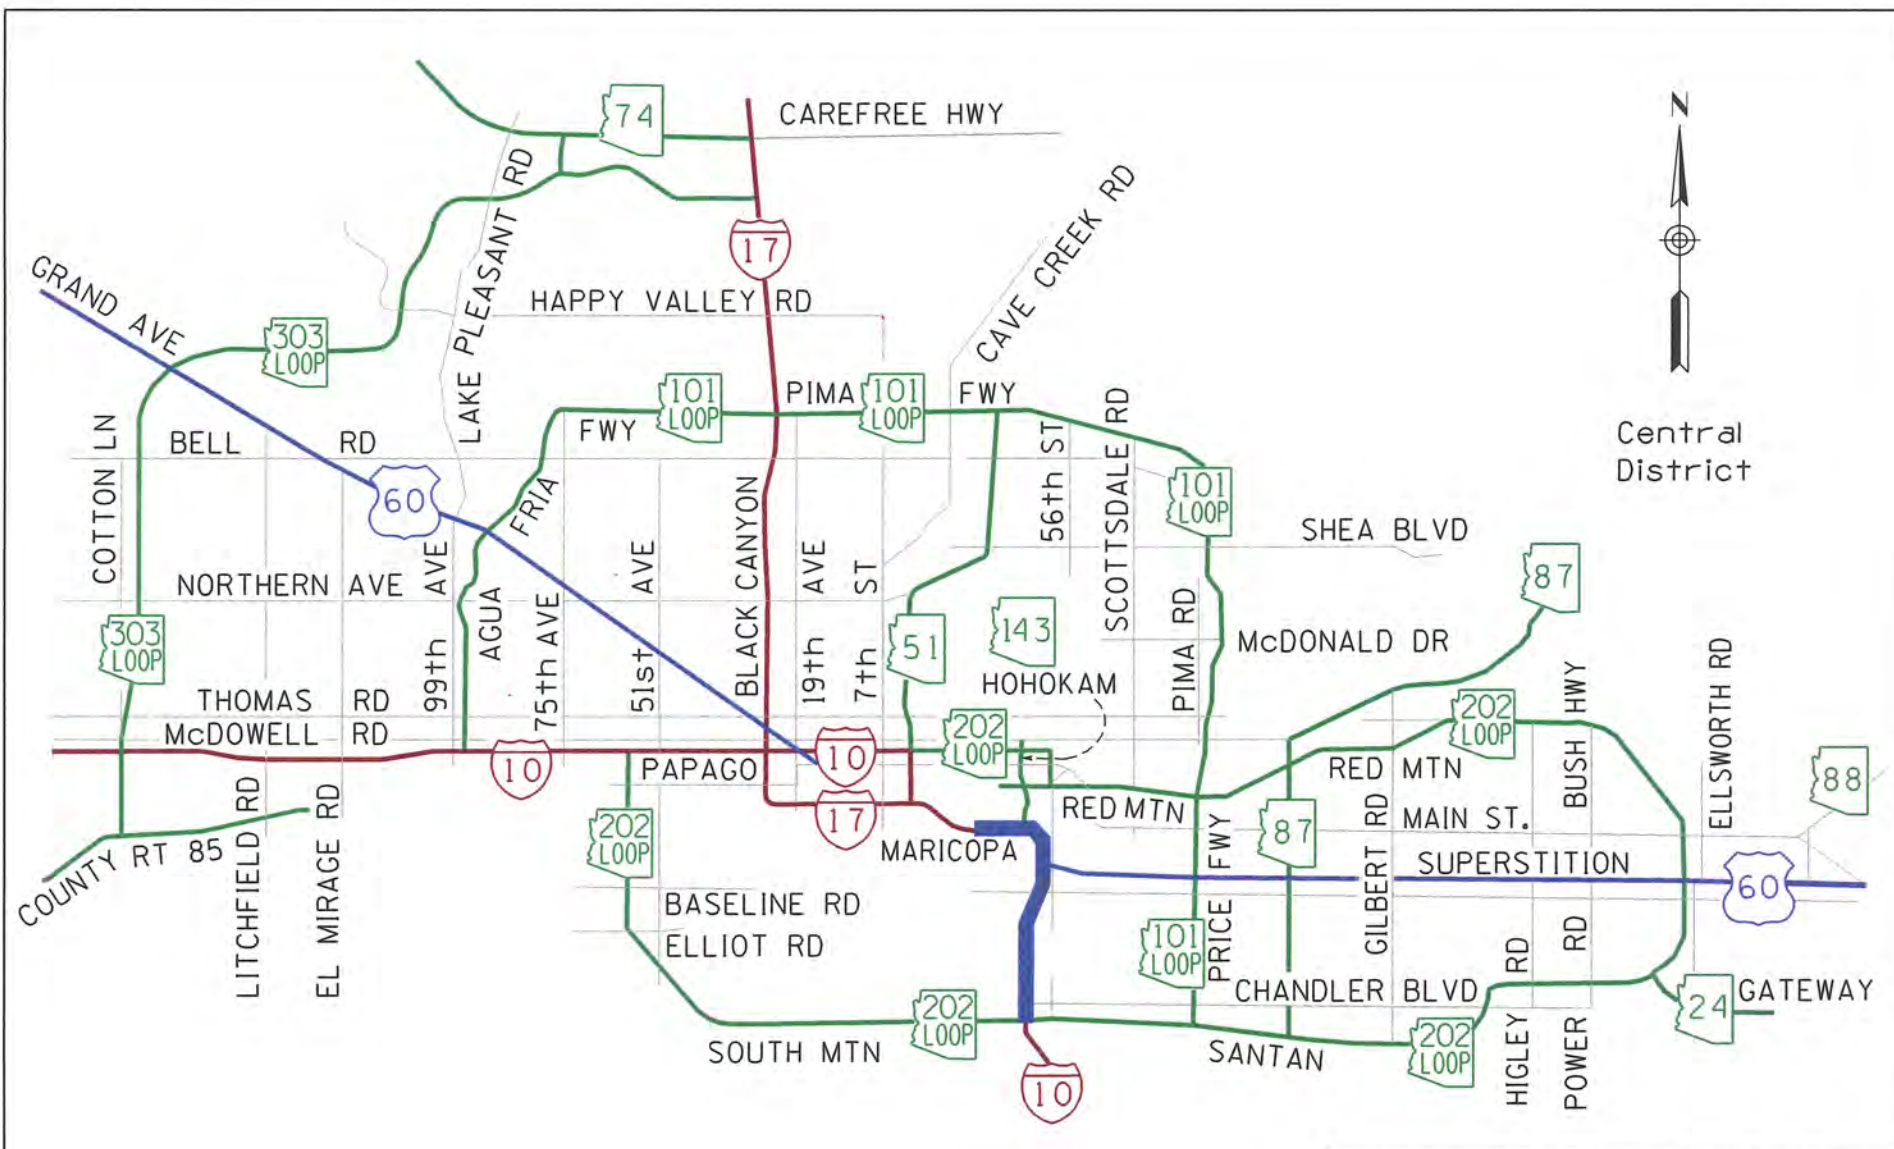 74
CAREFREE HWY
N
17
GRAND AVE
LAKE PLEASANT RD
HAPPY VALLEY RD
CAVE CREEK RD
303
LOOP
101
LOOP
PIMA
101
LOOP
FWY
FWY
Central
District
COTTON LN
BELL RD
60
AGUA FRIA
BLACK CANYON
56th ST
SCOTTSDALE RD
101
LOOP
SHEA BLVD
NORTHERN AVE
99th AVE
75th AVE
51st AVE
19th AVE
7th ST
87
303
LOOP
51
143
PIMA RD
McDONALD DR
THOMAS RD
HOHOKAM
McDOWELL RD
10
PAPAGO
10
202
LOOP
202
LOOP
RED MTN
BUSH HWY
ELLSWORTH RD
88
17
RED MTN
87
GILBERT RD
MAIN ST.
202
LOOP
MARICOPA
SUPERSTITION
60
COUNTY RT 85
LITCHFIELD RD
EL MIRAGE RD
BASELINE RD
ELLIOT RD
101
LOOP
PRICE FWY
CHANDLER BLVD
HIGLEY RD
POWER RD
24
GATEWAY
202
LOOP
SOUTH MTN
SANTAN
202
LOOP
10